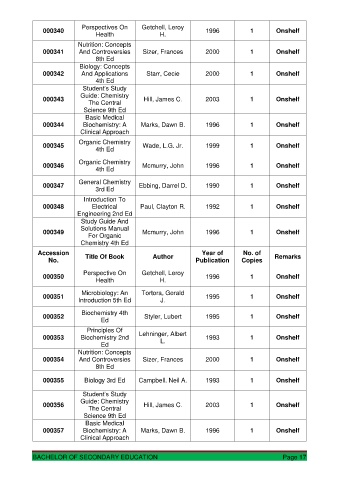 000340 Perspectives On Health Getchell, Leroy H. 1996 1 Onshelf
000341 Nutrition: Concepts And Controversies 8th Ed Sizer, Frances 2000 1 Onshelf
000342 Biology: Concepts And Applications 4th Ed Starr, Cecie 2000 1 Onshelf
000343 Student's Study Guide: Chemistry The Central Science 9th Ed Hill, James C. 2003 1 Onshelf
000344 Basic Medical Biochemistry: A Clinical Approach Marks, Dawn B. 1996 1 Onshelf
000345 Organic Chemistry 4th Ed Wade, L.G. Jr. 1999 1 Onshelf
000346 Organic Chemistry 4th Ed Mcmurry, John 1996 1 Onshelf
000347 General Chemistry 3rd Ed Ebbing, Darrel D. 1990 1 Onshelf
000348 Introduction To Electrical Engineering 2nd Ed Paul, Clayton R. 1992 1 Onshelf
000349 Study Guide And Solutions Manual For Organic Chemistry 4th Ed Mcmurry, John 1996 1 Onshelf
Accession No. Title Of Book Author Year of Publication No. of Copies Remarks
000350 Perspective On Health Getchell, Leroy H. 1996 1 Onshelf
000351 Microbiology: An Introduction 5th Ed Tortora, Gerald J. 1995 1 Onshelf
000352 Biochemistry 4th Ed Styler, Lubert 1995 1 Onshelf
000353 Principles Of Biochemistry 2nd Ed Lehninger, Albert L. 1993 1 Onshelf
000354 Nutrition: Concepts And Controversies 8th Ed Sizer, Frances 2000 1 Onshelf
000355 Biology 3rd Ed Campbell, Neil A. 1993 1 Onshelf
000356 Student's Study Guide: Chemistry The Central Science 9th Ed Hill, James C. 2003 1 Onshelf
000357 Basic Medical Biochemistry: A Clinical Approach Marks, Dawn B. 1996 1 Onshelf
BACHELOR OF SECONDARY EDUCATION Page 17